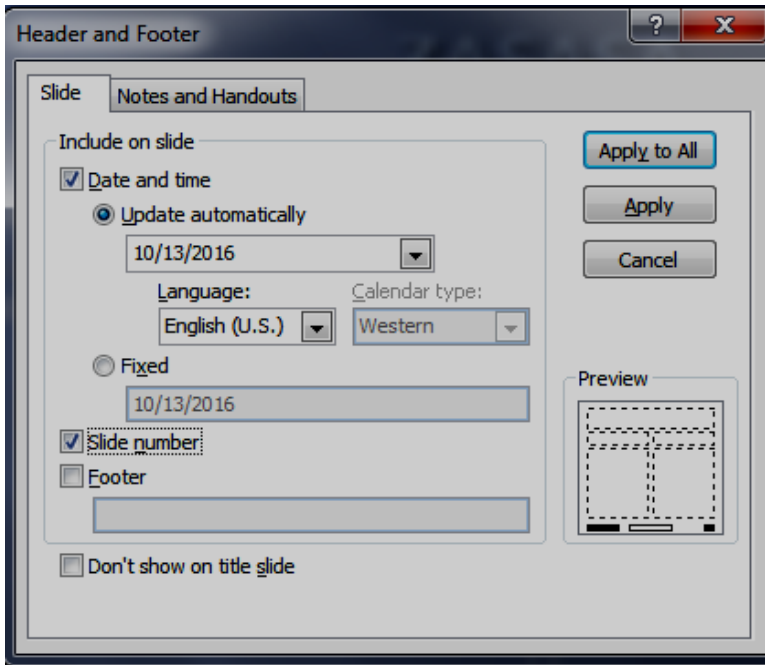 Header and Footer
?
X
Slide
Notes and Handouts
Include on slide
Date and time
Update automatically
10/13/2016
Language:
Calendar type:
English (U.S.)
Western
Fixed
10/13/2016
Slide number
Footer
Don't show on title slide
Apply to All
Apply
Cancel
Preview